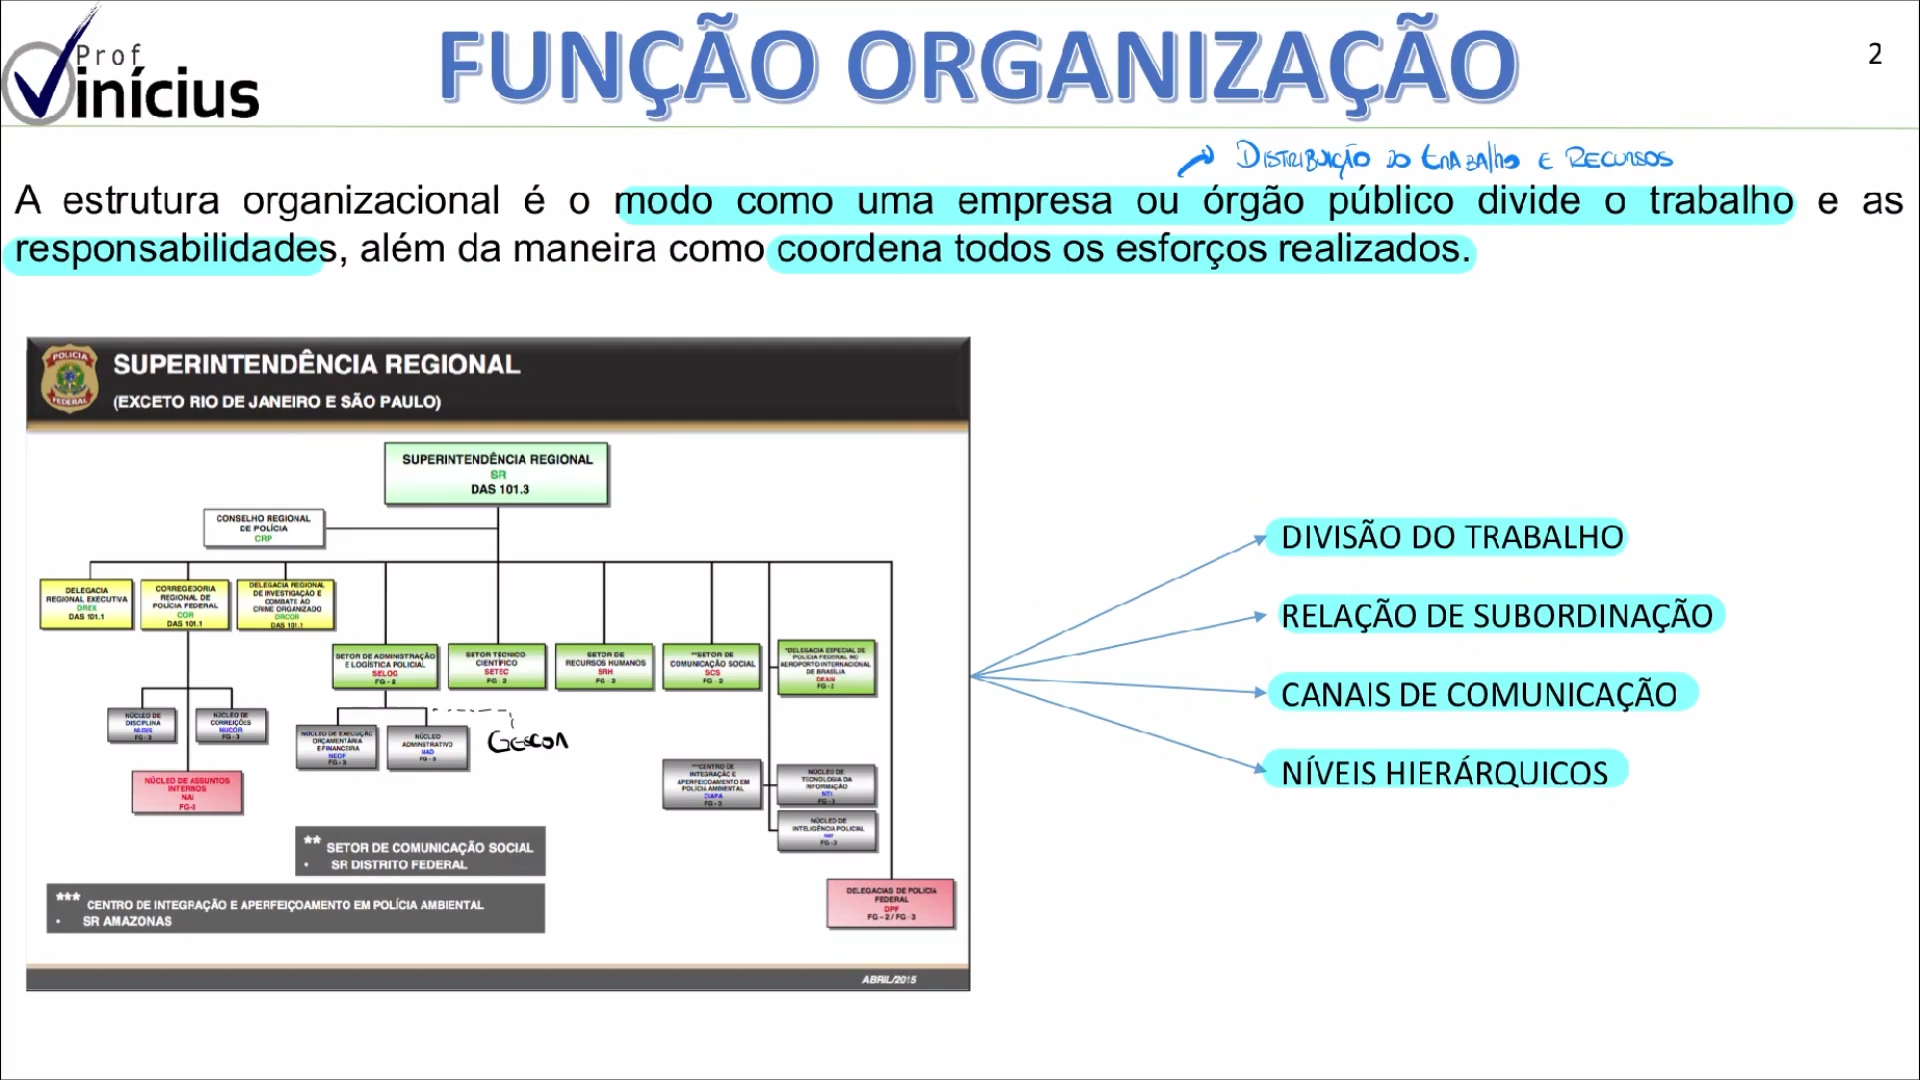 Prof
Vinícius
FUNÇÃO ORGANIZAÇÃO
2
DISTRIBUIÇÃO DO TRABALHO E RECURSOS
A estrutura organizacional é o modo como uma empresa ou órgão público divide o trabalho e as
responsabilidades, além da maneira como coordena todos os esforços realizados.
POLICIA
FEDERAL
SUPERINTENDÊNCIA REGIONAL
(EXCETO RIO DE JANEIRO E SÃO PAULO)
SUPERINTENDÊNCIA REGIONAL
SR
DAS 101.3
CONSELHO REGIONAL
DE POLÍCIA
CRP
DELEGACIA
REGIONAL EXECUTIVA
DREX
DAS 101.1
CORREGEDORIA
REGIONAL DE
POLÍCIA FEDERAL
COR
DAS 101.1
DELEGACIA REGIONAL
DE INVESTIGAÇÃO E
COMBATE AO
CRIME ORGANIZADO
DRCOR
DAS 101.1
SETOR DE ADMINISTRAÇÃO
E LOGÍSTICA POLICIAL
SELOG
FG - 2
SETOR TÉCNICO
CIENTÍFICO
SETEC
FG - 2
SETOR DE
RECURSOS HUMANOS
SRH
FG - 2
**SETOR DE
COMUNICAÇÃO SOCIAL
SCS
FG - 2
*DELEGACIA ESPECIAL DE
POLÍCIA FEDERAL NO
AEROPORTO INTERNACIONAL
DE BRASÍLIA
DEAIN
FG - 2
NÚCLEO DE
DISCIPLINA
NUDIS
FG - 3
NÚCLEO DE
CORREIÇÕES
NUCOR
FG - 3
NÚCLEO DE EXECUÇÃO
ORÇAMENTÁRIA
E FINANCEIRA
NEOF
FG - 3
NÚCLEO
ADMINISTRATIVO
NAD
FG - 3
GESCON
NÚCLEO DE ASSUNTOS
INTERNOS
NAI
***CENTRO DE
INTEGRAÇÃO E
APERFEIÇOAMENTO EM
POLÍCIA AMBIENTAL
CIAPA
FG - 3
NÚCLEO DE
TECNOLOGIA DA
INFORMAÇÃO
NTI
FG - 3
NÚCLEO DE
INTELIGÊNCIA POLICIAL
NIP
FG - 3
DELEGACIAS DE POLÍCIA
FEDERAL
DPF
FG – 2 / FG - 3
** SETOR DE COMUNICAÇÃO SOCIAL
• SR DISTRITO FEDERAL
*** CENTRO DE INTEGRAÇÃO E APERFEIÇOAMENTO EM POLÍCIA AMBIENTAL
• SR AMAZONAS
ABRIL/2015
DIVISÃO DO TRABALHO
RELAÇÃO DE SUBORDINAÇÃO
CANAIS DE COMUNICAÇÃO
NÍVEIS HIERÁRQUICOS